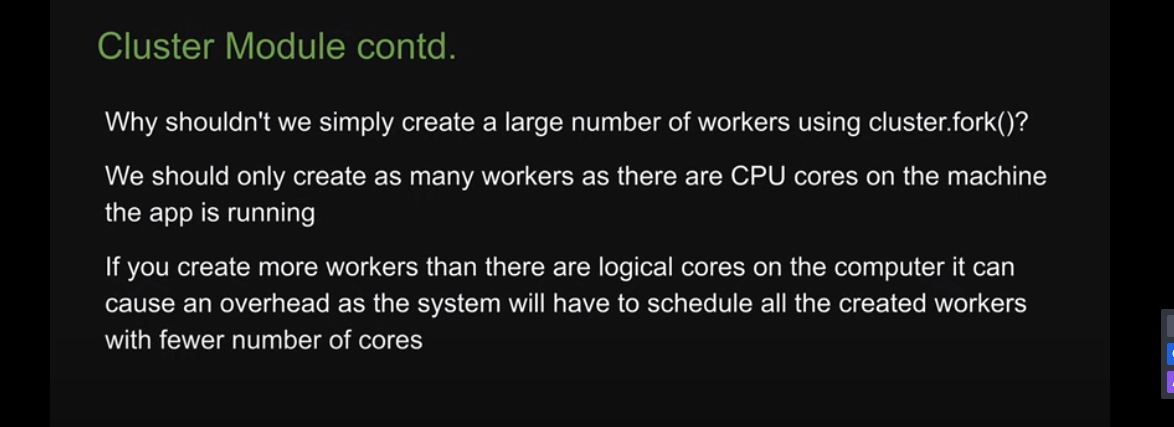 Cluster Module contd.
Why shouldn't we simply create a large number of workers using cluster.fork()?
We should only create as many workers as there are CPU cores on the machine
the app is running
If you create more workers than there are logical cores on the computer it can
cause an overhead as the system will have to schedule all the created workers
with fewer number of cores